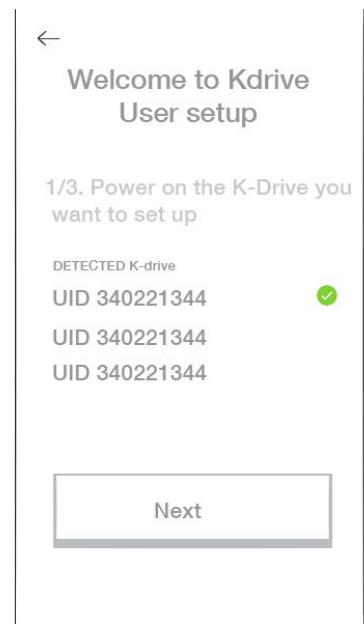 Welcome to Kdrive
User setup
1/3. Power on the K-Drive you
want to set up
DETECTED K-drive
UID 340221344
UID 340221344
UID 340221344
Next